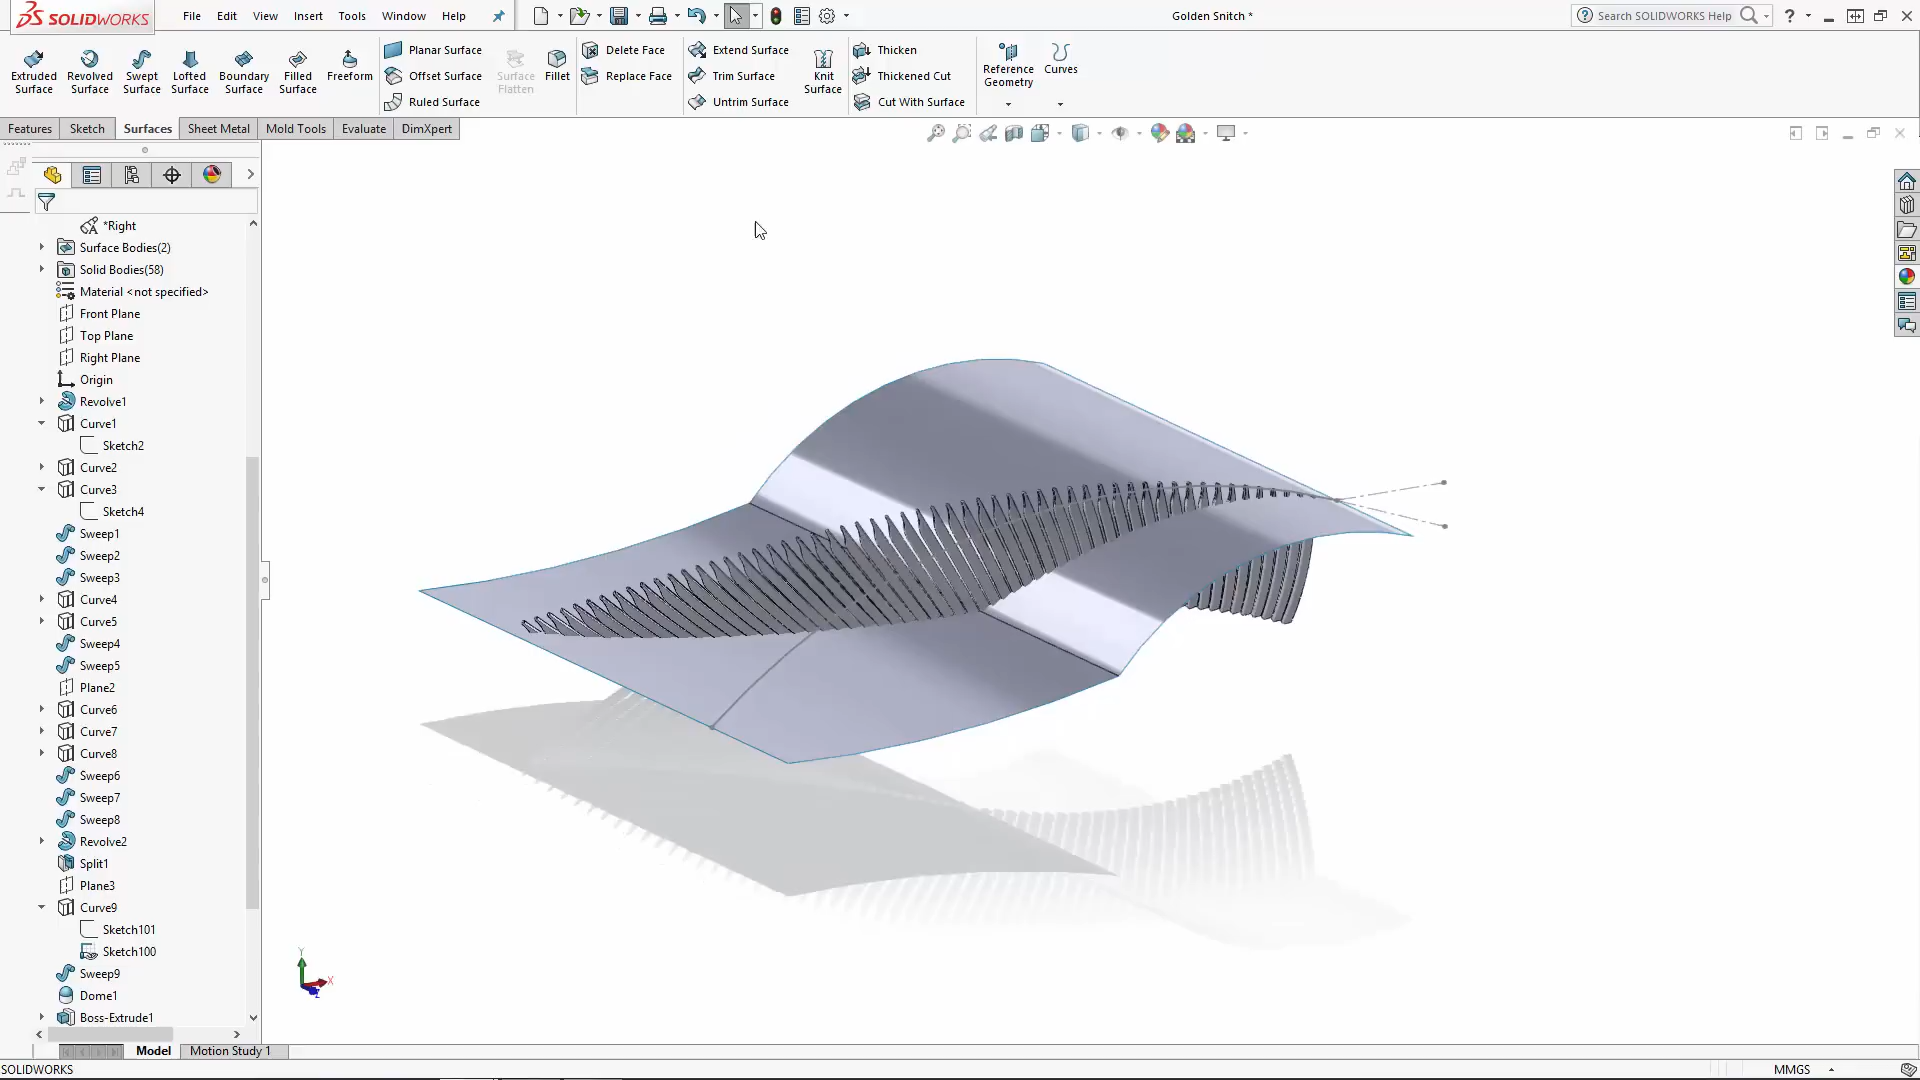 SOLIDWORKS
File Edit View Insert Tools Window Help
Golden Snitch *
Search SOLIDWORKS Help
?
Extruded Surface
Revolved Surface
Swept Surface
Lofted Surface
Boundary Surface
Filled Surface
Freeform
Planar Surface
Offset Surface
Ruled Surface
Surface Flatten
Fillet
Delete Face
Replace Face
Extend Surface
Trim Surface
Untrim Surface
Knit Surface
Thicken
Thickened Cut
Cut With Surface
Reference Geometry
Curves
Features Sketch Surfaces Sheet Metal Mold Tools Evaluate DimXpert
*Right
Surface Bodies(2)
Solid Bodies(58)
Material <not specified>
Front Plane
Top Plane
Right Plane
Origin
Revolve1
Curve1
Sketch2
Curve2
Curve3
Sketch4
Sweep1
Sweep2
Sweep3
Curve4
Curve5
Sweep4
Sweep5
Plane2
Curve6
Curve7
Curve8
Sweep6
Sweep7
Sweep8
Revolve2
Split1
Plane3
Curve9
Sketch101
Sketch100
Sweep9
Dome1
Boss-Extrude1
Y
X
Z
Model Motion Study 1
SOLIDWORKS
MMGS